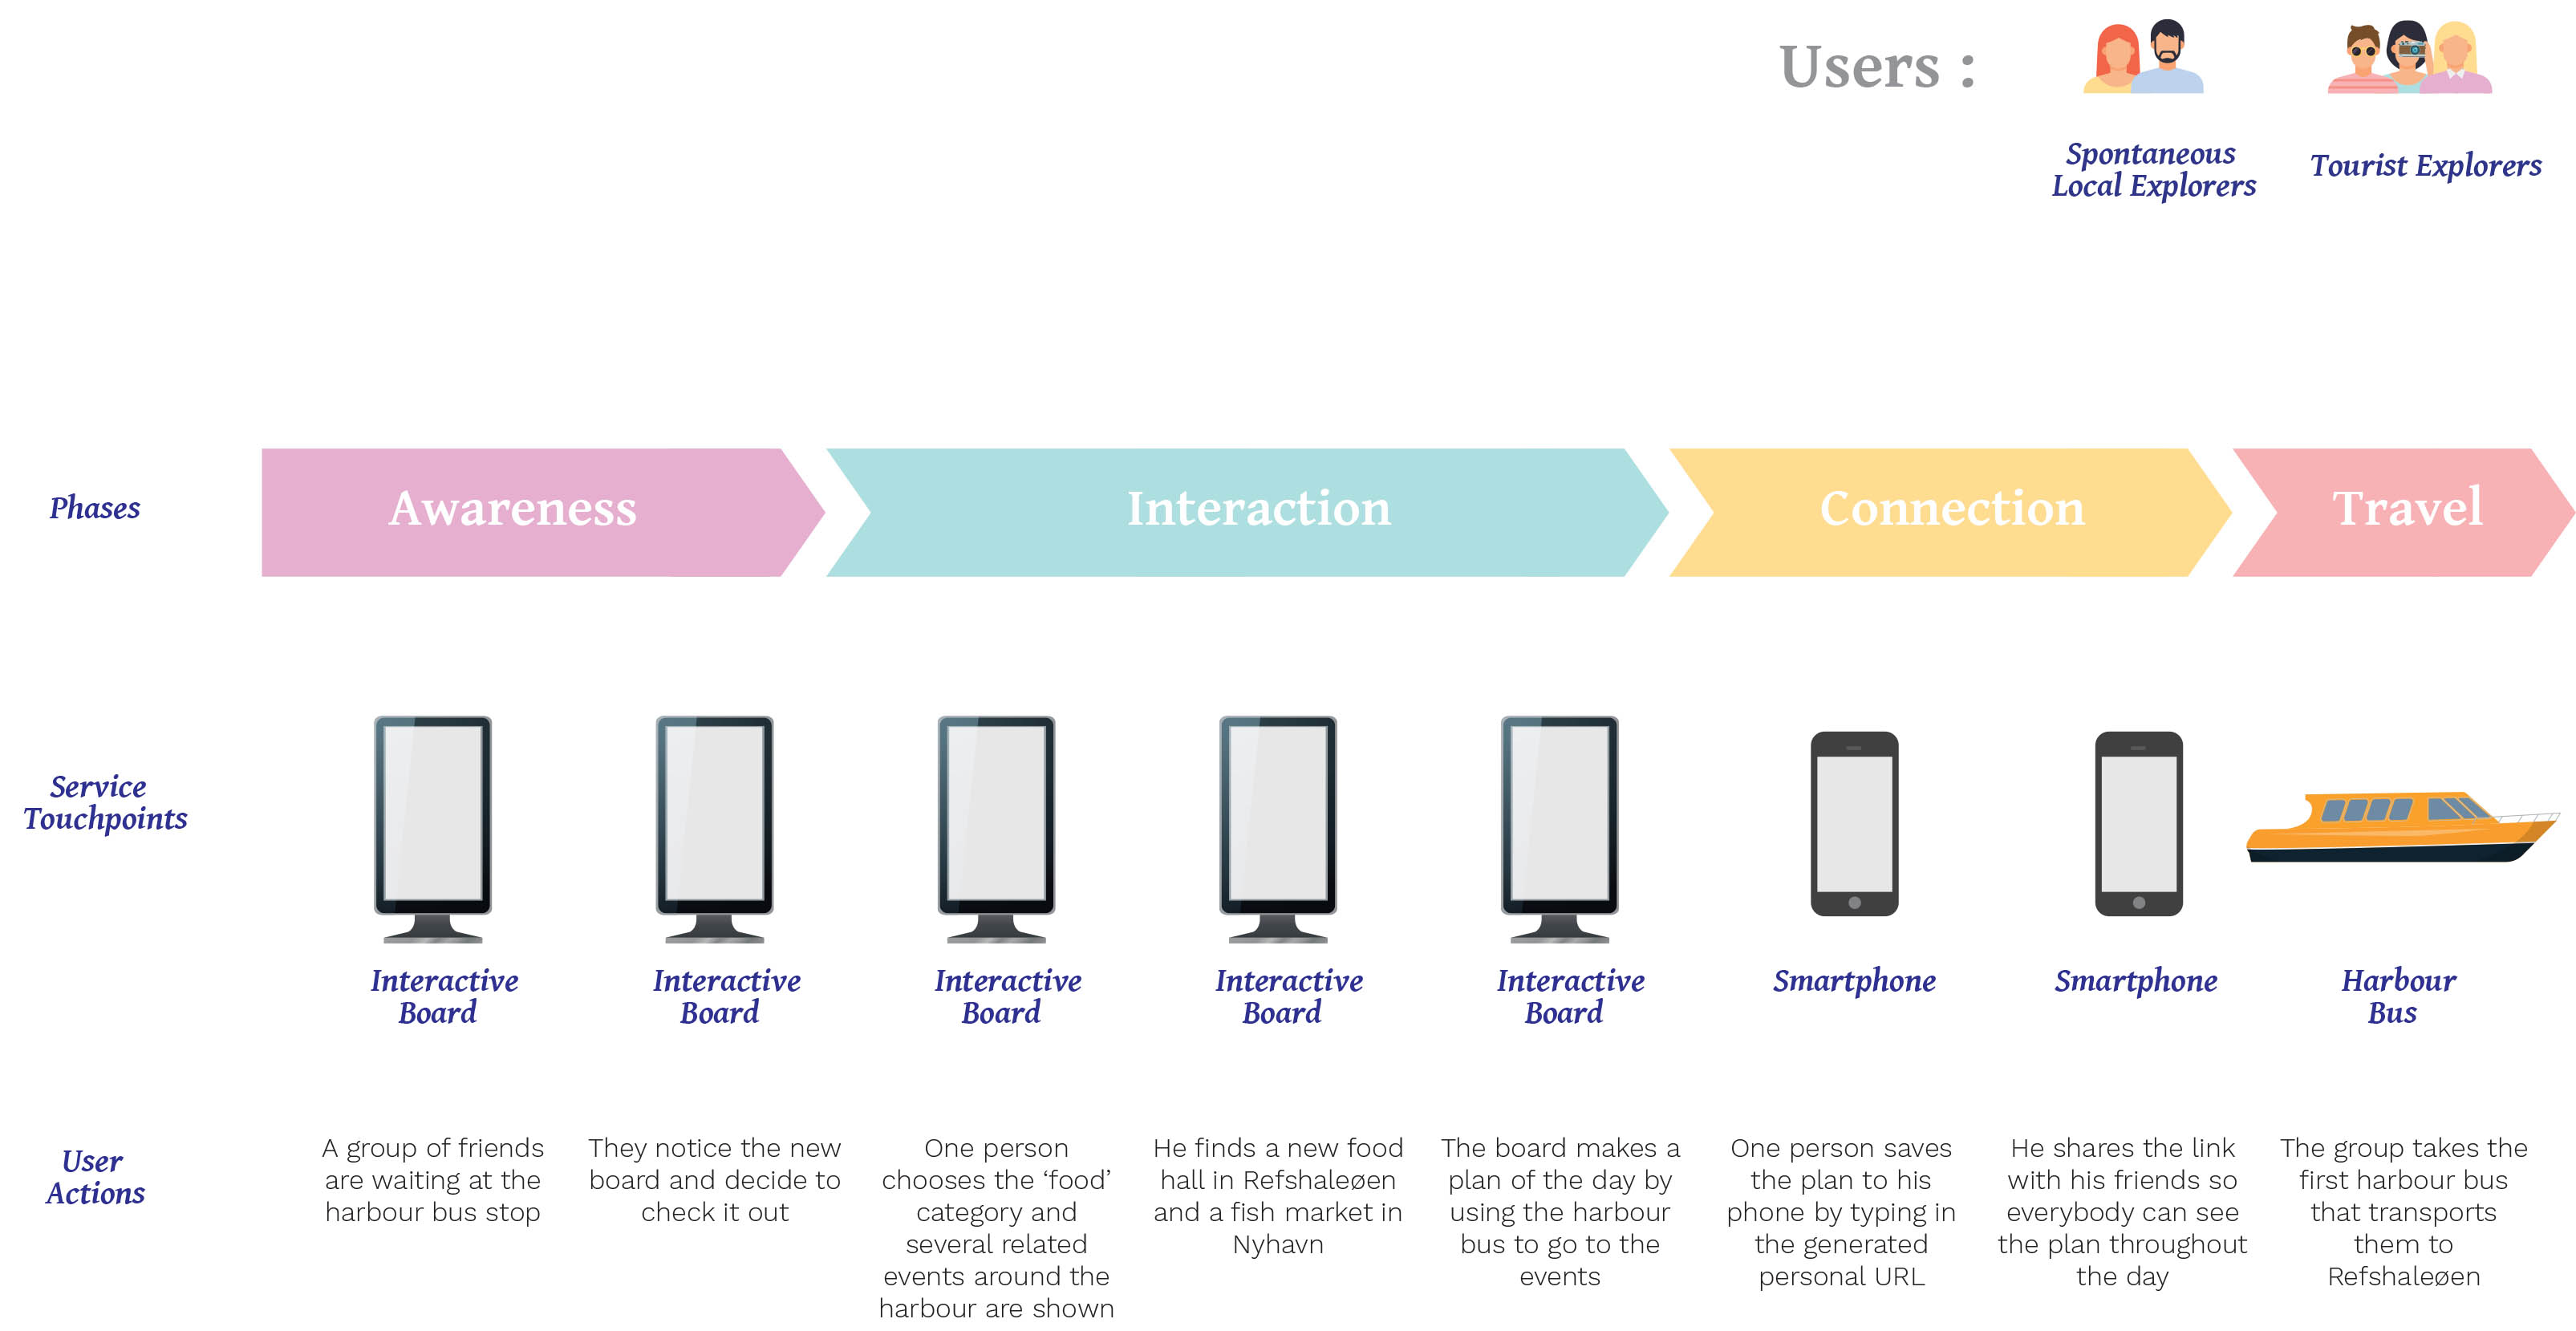 Users :
Spontaneous
Local Explorers
Tourist Explorers
Phases
Awareness
Interaction
Connection
Travel
Service
Touchpoints
Interactive
Board
Interactive
Board
Interactive
Board
Interactive
Board
Interactive
Board
Smartphone
Smartphone
Harbour
Bus
User
Actions
A group of friends
are waiting at the
harbour bus stop
They notice the new
board and decide to
check it out
One person
chooses the ‘food’
category and
several related
events around the
harbour are shown
He finds a new food
hall in Refshaleøen
and a fish market in
Nyhavn
The board makes a
plan of the day by
using the harbour
bus to go to the
events
One person saves
the plan to his
phone by typing in
the generated
personal URL
He shares the link
with his friends so
everybody can see
the plan throughout
the day
The group takes the
first harbour bus
that transports
them to
Refshaleøen